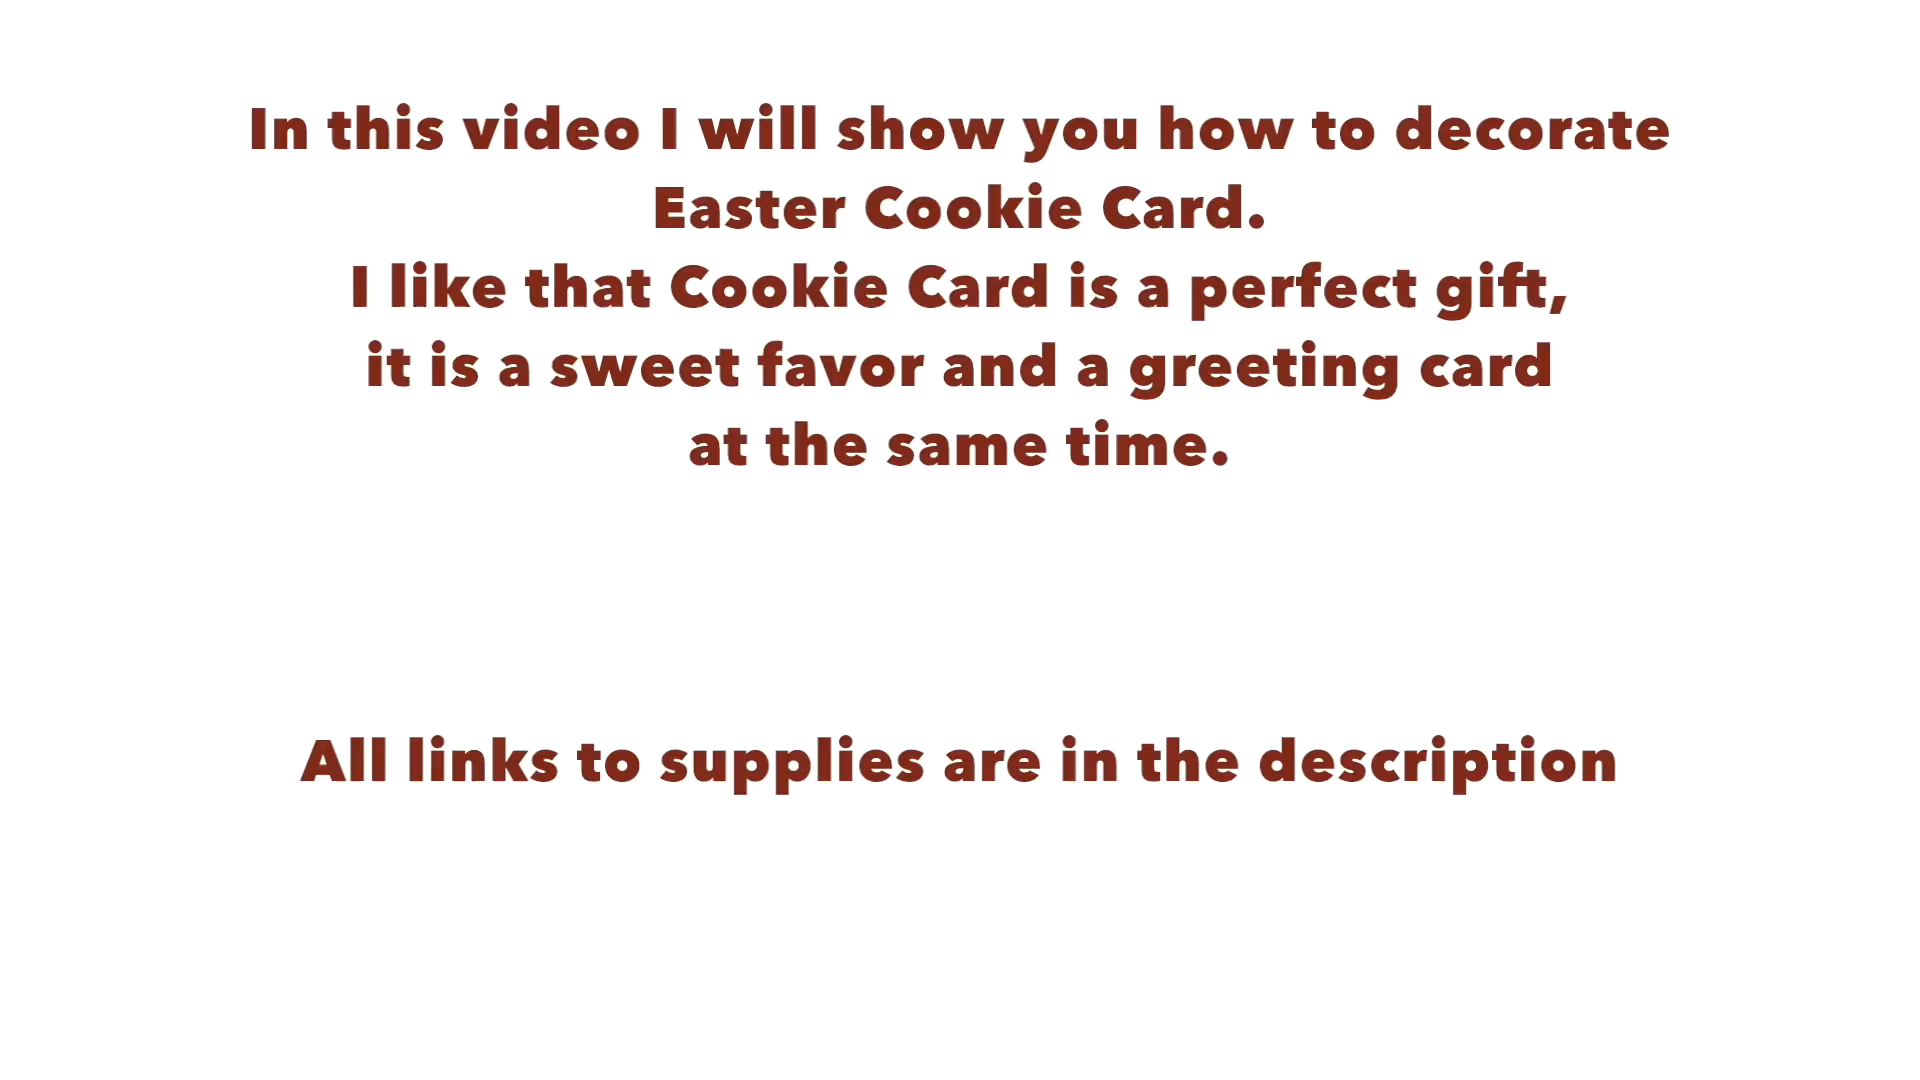 In this video I will show you how to decorate
Easter Cookie Card.
I like that Cookie Card is a perfect gift,
it is a sweet favor and a greeting card
at the same time.
All links to supplies are in the description